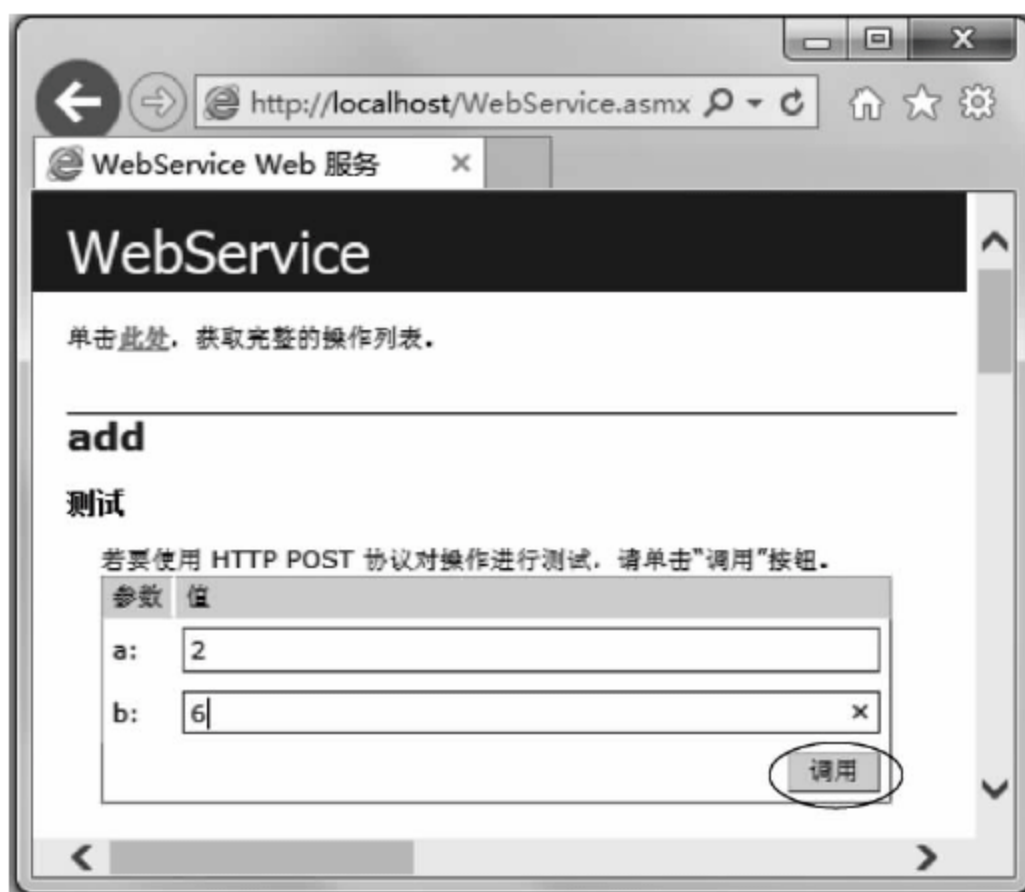 http://localhost/WebService.asmx
WebService Web 服务
WebService
单击此处，获取完整的操作列表。
add
测试
若要使用 HTTP POST 协议对操作进行测试，请单击“调用”按钮。
参数 值
a: 2
b: 6
调用